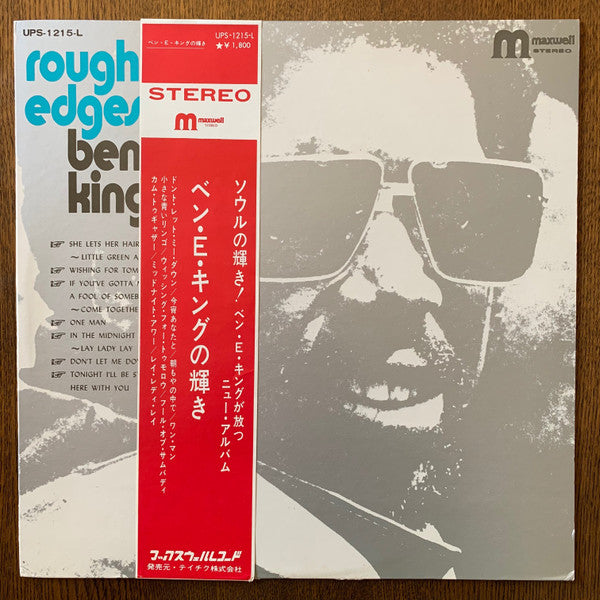 UPS-1215-L
rough
edges
ben
king
☞ SHE LETS HER HAIR
~ LITTLE GREEN A
☞ WISHING FOR TOM
☞ IF YOU'VE GOTTA
A FOOL OF SOMEB
~ COME TOGETHE
☞ ONE MAN
☞ IN THE MIDNIGHT
~ LAY LADY LAY
☞ DON'T LET ME DO
☞ TONIGHT I'LL BE S
HERE WITH YOU
ベン・E・キングの輝き
UPS-1215-L
★¥1,800
STEREO
m maxwell
STEREO
ソウルの輝き! ベン・E・キングが放つ
ニュー・アルバム
ベン・E・キングの輝き
ドント・レット・ミー・ダウン/今宵あなたと/朝もやの中で/ワン・マン
小さな青いリンゴ/ウィッシング・フォー・トゥモロウ/フール・オブ・サムバディ
カム・トゥギャザー/ミッドナイト・アワー/レイ・レディ・レイ
マックスウェルレコード
発売元・テイチク株式会社
m maxwell
STEREO